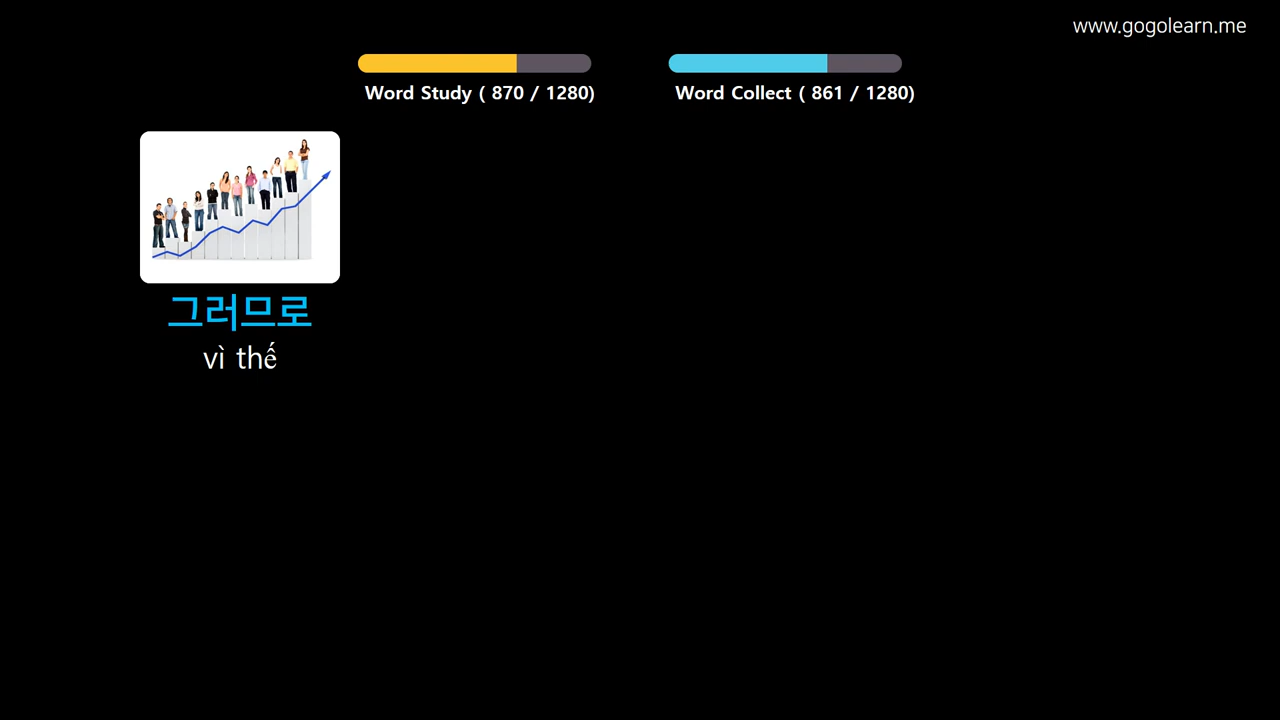 www.gogolearn.me
Word Study ( 870 / 1280)
Word Collect ( 861 / 1280)
그러므로
vì thế